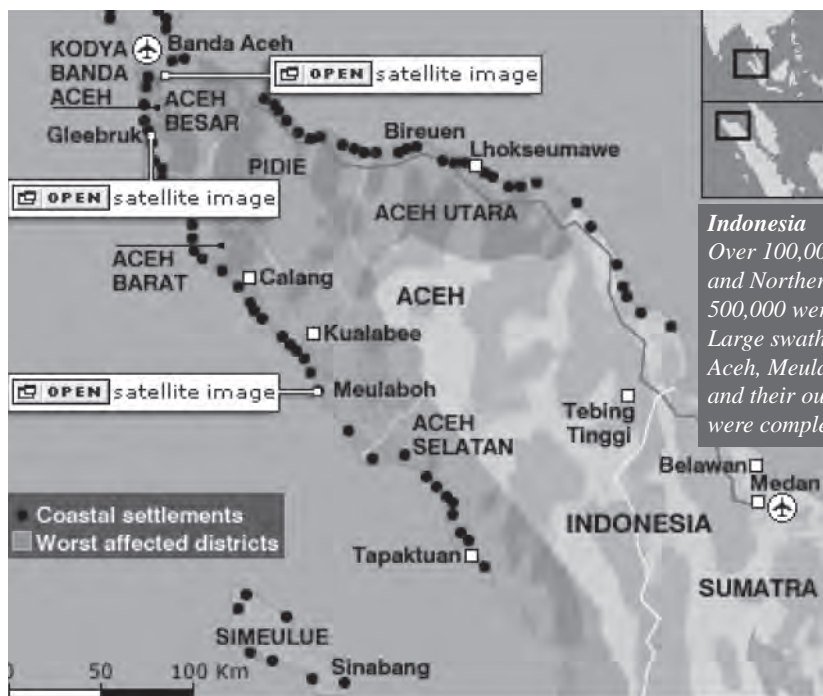 KODYA
BANDA
ACEH
Banda Aceh
OPEN satellite image
ACEH
BESAR
Gleebruk
PIDIE
Bireuen
Lhokseumawe
OPEN satellite image
ACEH UTARA
ACEH
BARAT
Calang
ACEH
Kualabee
OPEN satellite image
Meulaboh
ACEH
SELATAN
Tebing
Tinggi
Belawan
Medan
INDONESIA
SUMATRA
Tapaktuan
SIMEULUE
Sinabang
Indonesia
Over 100,00
and Norther
500,000 wer
Large swath
Aceh, Meula
and their ou
were comple
Coastal settlements
Worst affected districts
0 50 100 Km